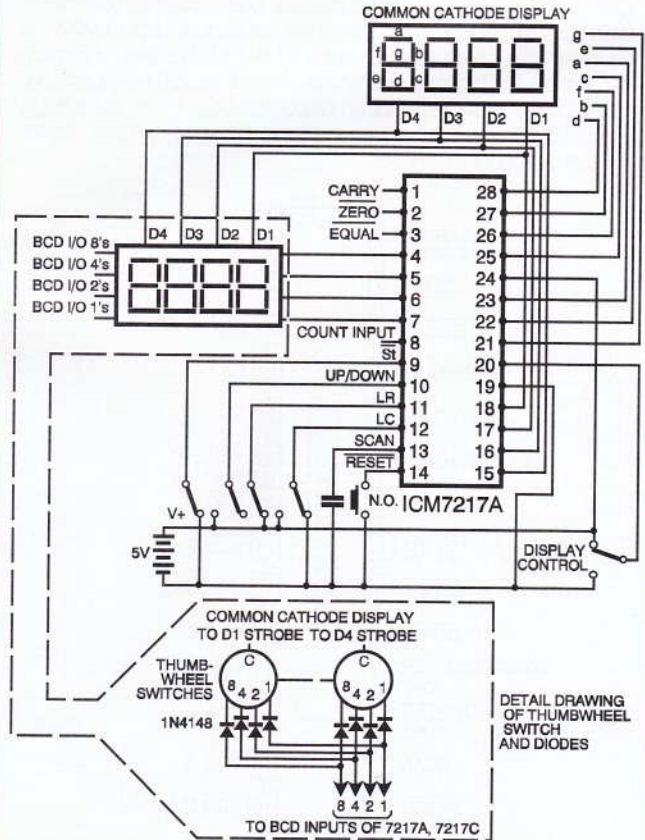 COMMON CATHODE DISPLAY
a
f g b
e d c
g
e
a
c
f
b
d
D4 D3 D2 D1
CARRY 1 28
ZERO 2 27
EQUAL 3 26
4 25
5 24
6 23
7 22
COUNT INPUT 8 21
St 9 20
UP/DOWN 10 19
LR 11 18
LC 12 17
SCAN 13 16
RESET 14 15
D4 D3 D2 D1
BCD I/O 8's
BCD I/O 4's
BCD I/O 2's
BCD I/O 1's
N.O. ICM7217A
V+
5V
DISPLAY
CONTROL
COMMON CATHODE DISPLAY
TO D1 STROBE TO D4 STROBE
C C
THUMB-
WHEEL
SWITCHES
8 4 2 1 8 4 2 1
1N4148
8 4 2 1
TO BCD INPUTS OF 7217A, 7217C
DETAIL DRAWING
OF THUMBWHEEL
SWITCH
AND DIODES